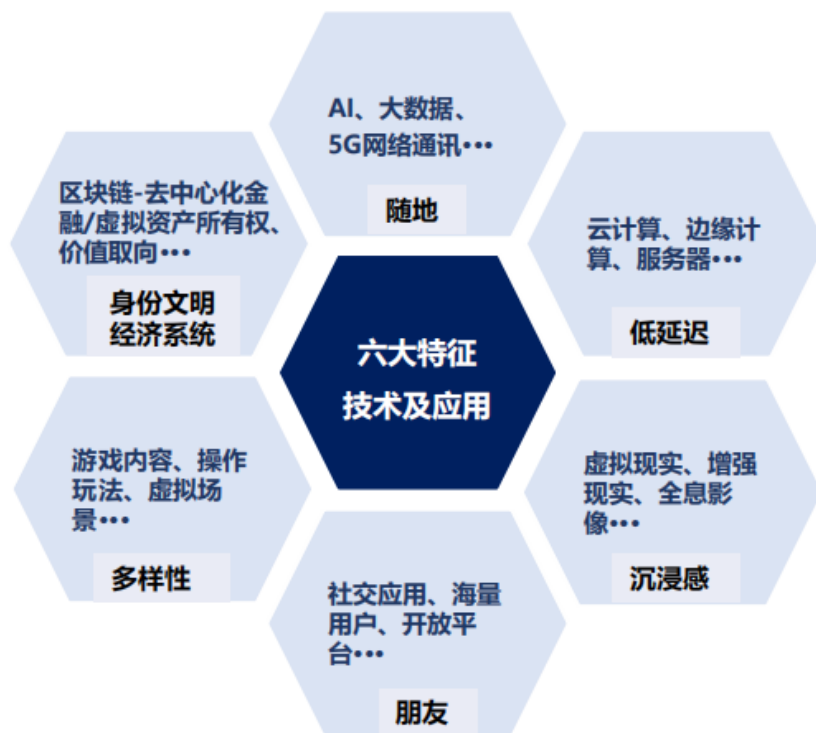 AI、大数据、
5G网络通讯···
随地
区块链-去中心化金
融/虚拟资产所有权、
价值取向···
身份文明
经济系统
云计算、边缘计
算、服务器···
低延迟
六大特征
技术及应用
游戏内容、操作
玩法、虚拟场
景···
多样性
虚拟现实、增强
现实、全息影
像···
沉浸感
社交应用、海量
用户、开放平
台···
朋友